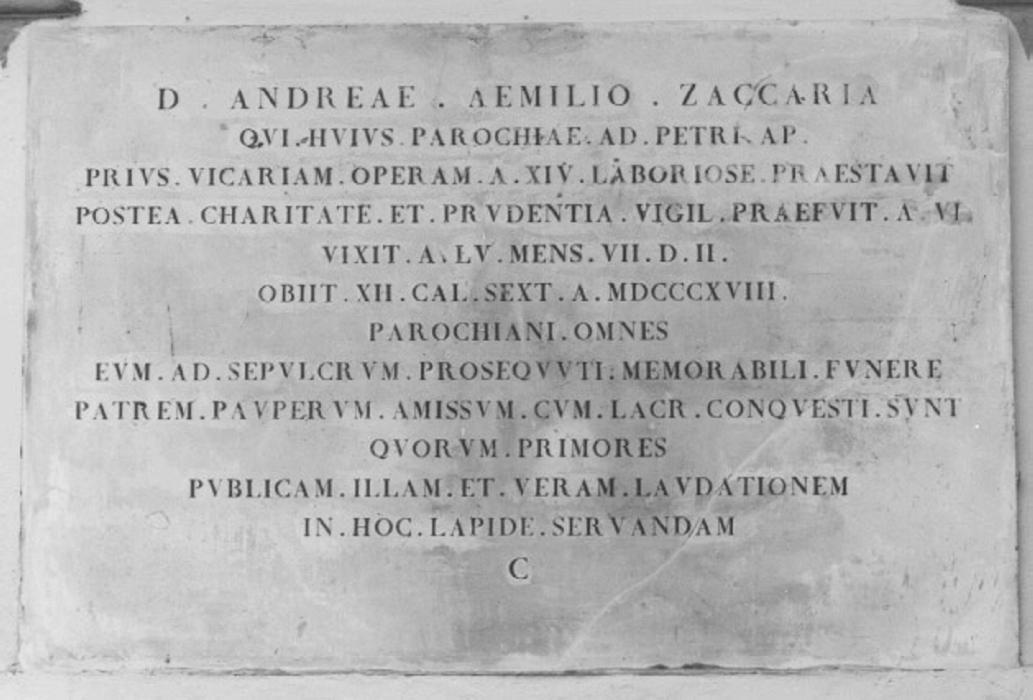 D . ANDREAE . AEMILIO . ZACCARIA
QVI . HVIVS . PAROCHIAE . AD . PETRI . AP .
PRIVS . VICARIAM . OPERAM . A . XIV . LABORIOSE . PRAESTAVIT
POSTEA . CHARITATE . ET . PRVDENTIA . VIGIL . PRAEFVIT . A . VI .
VIXIT . A . LV . MENS . VII . D . II .
OBIIT . XII . CAL . SEXT . A . MDCCCXVIII .
PAROCHIANI . OMNES
EVM . AD . SEPVLCRVM . PROSEQVVTI . MEMORABILI . FVNERE
PATREM . PAVPERVM . AMISSVM . CVM . LACR . CONQVESTI . SVNT
QVORVM . PRIMORES
PVBLICAM . ILLAM . ET . VERAM . LAVDATIONEM
IN . HOC . LAPIDE . SERVANDAM
C